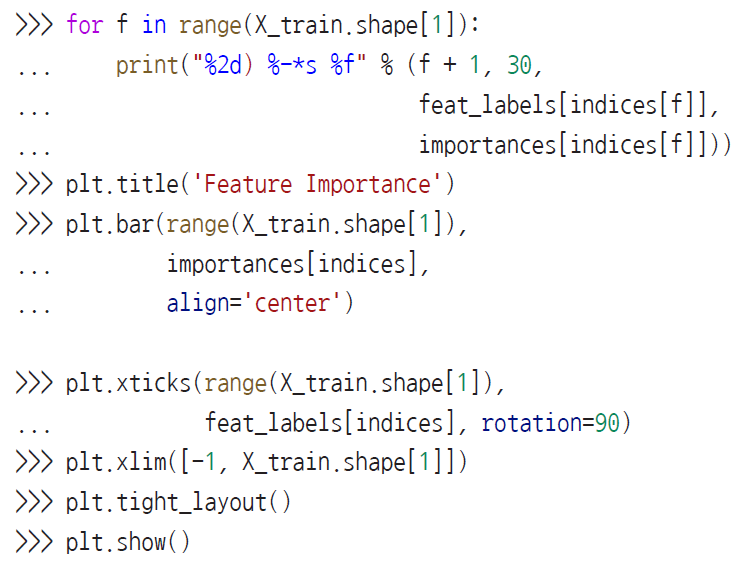 >>> for f in range(X_train.shape[1]):
...     print("%2d) %-*s %f" % (f + 1, 30,
...                             feat_labels[indices[f]],
...                             importances[indices[f]]))
>>> plt.title('Feature Importance')
>>> plt.bar(range(X_train.shape[1]),
...         importances[indices],
...         align='center')
>>> plt.xticks(range(X_train.shape[1]),
...            feat_labels[indices], rotation=90)
>>> plt.xlim([-1, X_train.shape[1]])
>>> plt.tight_layout()
>>> plt.show()